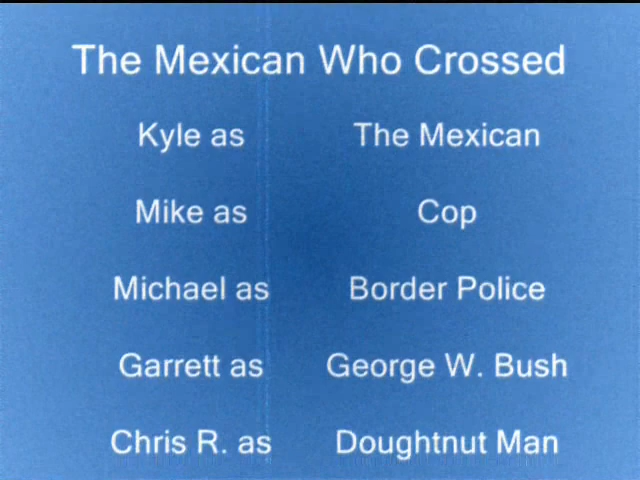 The Mexican Who Crossed
Kyle as The Mexican
Mike as Cop
Michael as Border Police
Garrett as George W. Bush
Chris R. as Doughtnut Man